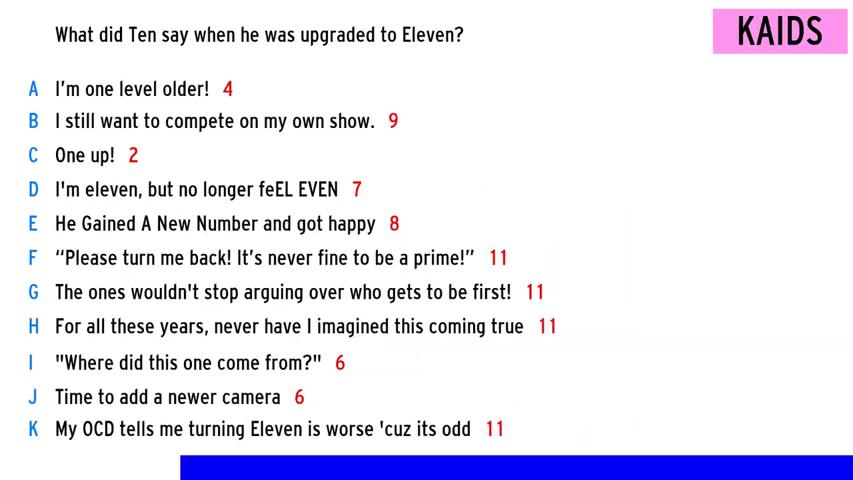 What did Ten say when he was upgraded to Eleven?
KAIDS
A I'm one level older! 4
B I still want to compete on my own show. 9
C One up! 2
D I'm eleven, but no longer feEL EVEN 7
E He Gained A New Number and got happy 8
F “Please turn me back! It’s never fine to be a prime!” 11
G The ones wouldn't stop arguing over who gets to be first! 11
H For all these years, never have I imagined this coming true 11
I "Where did this one come from?" 6
J Time to add a newer camera 6
K My OCD tells me turning Eleven is worse 'cuz its odd 11